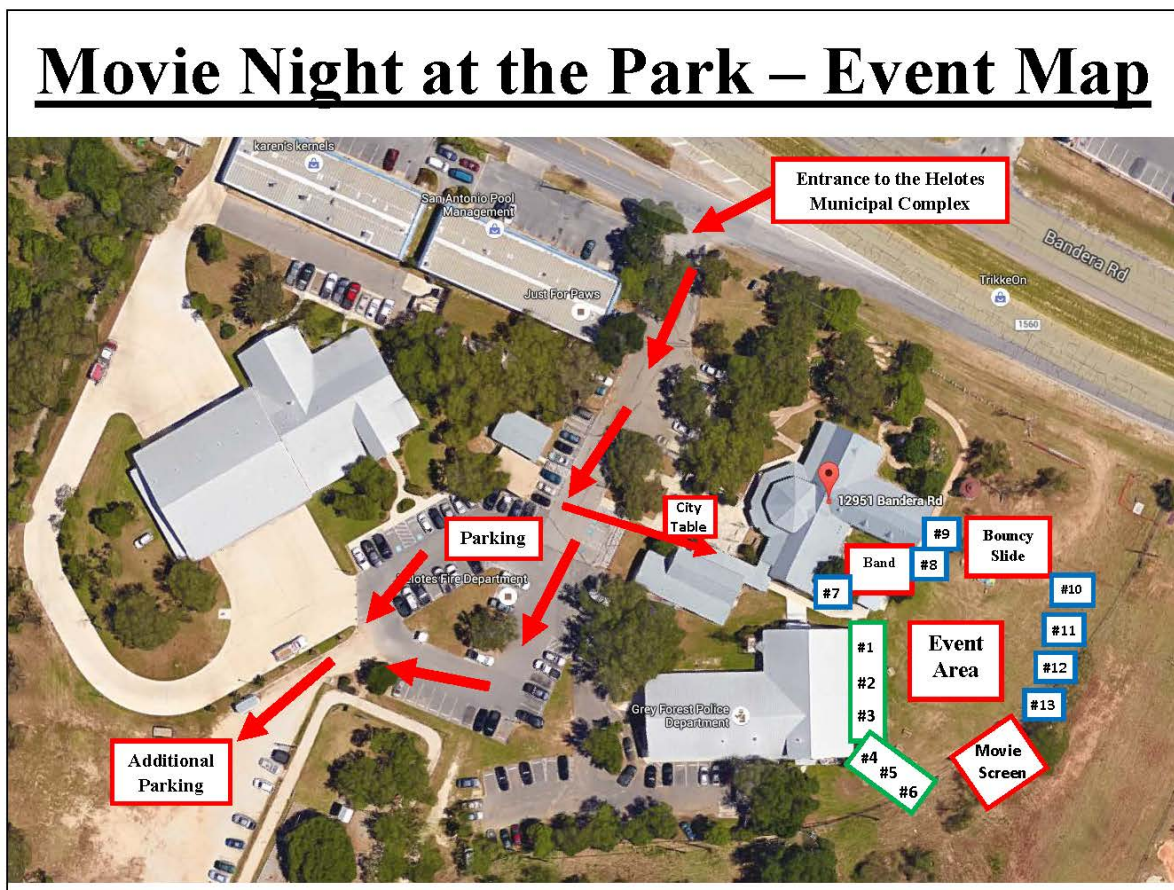 Movie Night at the Park – Event Map
karen's kernels
San Antonio Pool
Management
Just For Paws
Entrance to the Helotes
Municipal Complex
Bandera Rd
TrikkeOn
1560
12951 Bandera Rd
City
Table
Parking
Helotes Fire Department
Band
#7
#8
#9
Bouncy
Slide
#10
#11
#12
#13
Event
Area
#1
#2
#3
#4
#5
#6
Grey Forest Police
Department
Movie
Screen
Additional
Parking